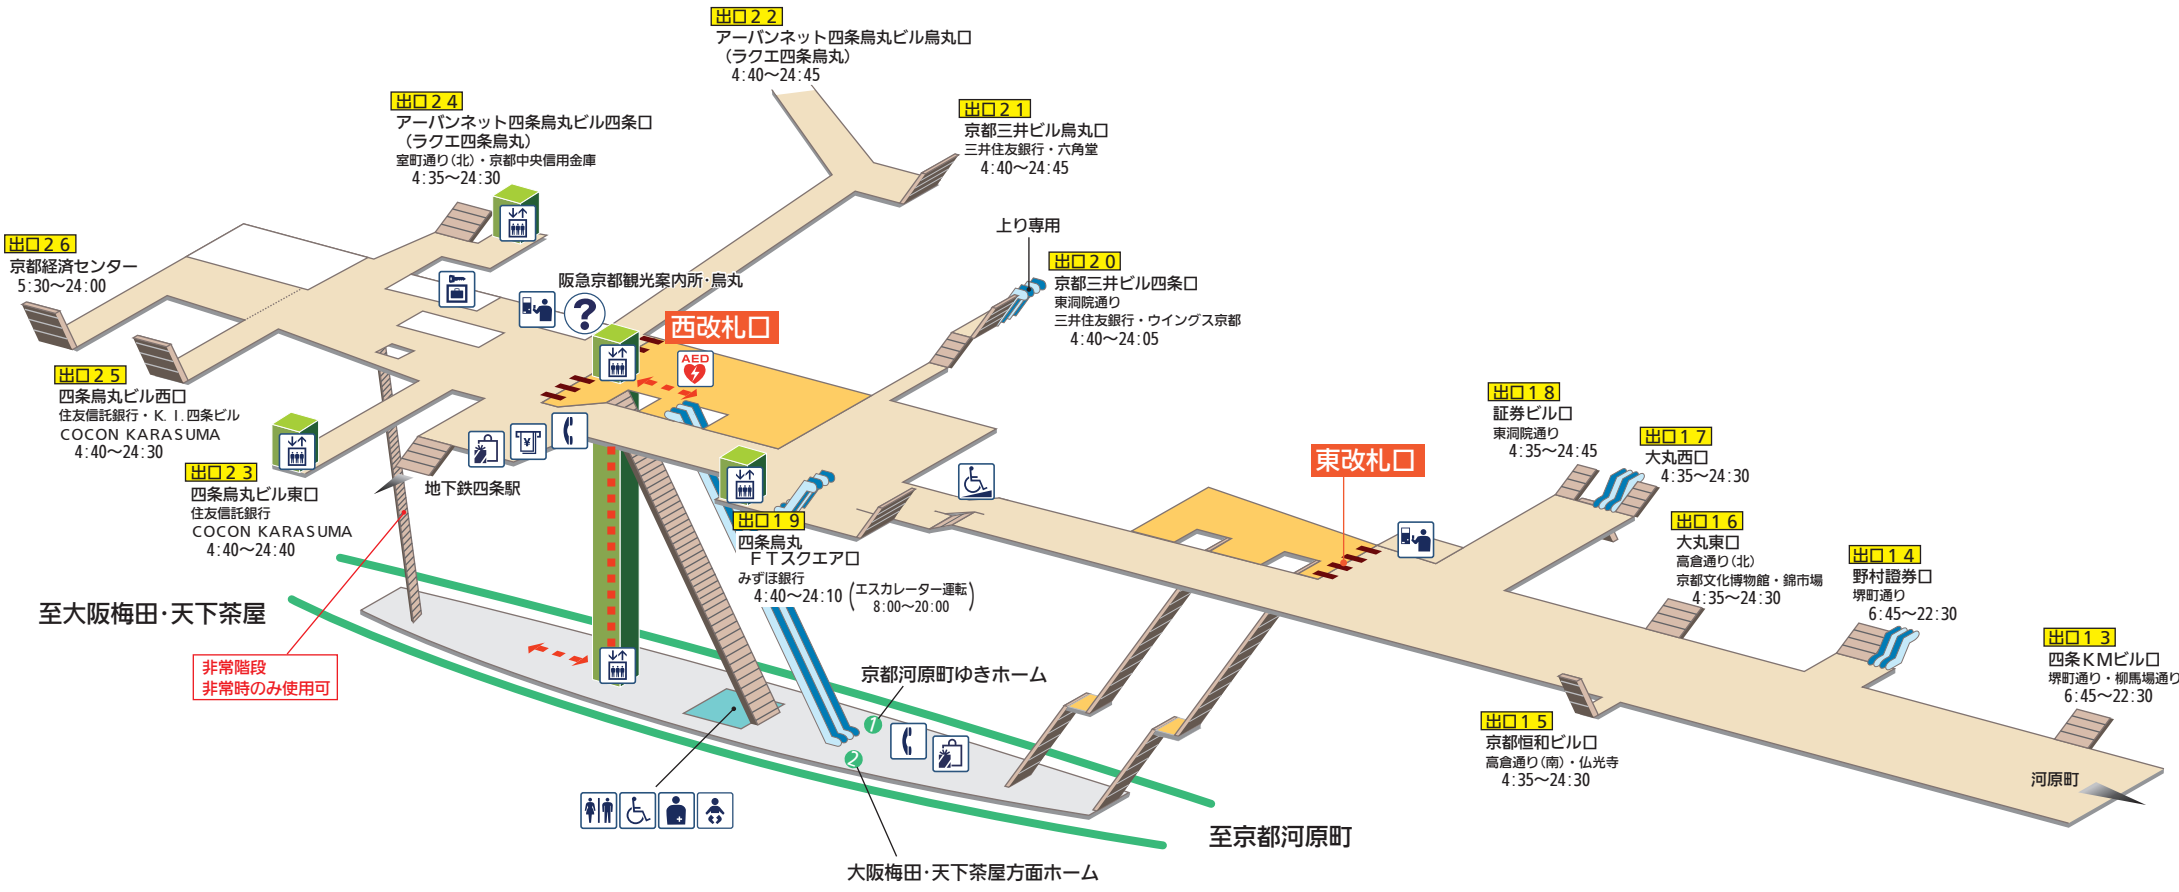 出口22
アーバンネット四条烏丸ビル烏丸口
（ラクエ四条烏丸）
4:40～24:45
出口24
アーバンネット四条烏丸ビル四条口
（ラクエ四条烏丸）
室町通り（北）・京都中央信用金庫
4:35～24:30
出口21
京都三井ビル烏丸口
三井住友銀行・六角堂
4:40～24:45
上り専用
出口20
京都三井ビル四条口
東洞院通り
三井住友銀行・ウイングス京都
4:40～24:05
出口26
京都経済センター
5:30～24:00
阪急京都観光案内所・烏丸
?
西改札口
AED
出口25
四条烏丸ビル西口
住友信託銀行・K.I.四条ビル
COCON KARASUMA
4:40～24:30
出口23
四条烏丸ビル東口
住友信託銀行
COCON KARASUMA
4:40～24:40
¥
地下鉄四条駅
出口19
四条烏丸
FTスクエア口
みずほ銀行
4:40～24:10（エスカレーター運転
8:00～20:00）
東改札口
出口18
証券ビル口
東洞院通り
4:35～24:45
出口17
大丸西口
4:35～24:30
出口16
大丸東口
高倉通り（北）
京都文化博物館・錦市場
4:35～24:30
出口14
野村證券口
堺町通り
6:45～22:30
出口13
四条KMビル口
堺町通り・柳馬場通り
6:45～22:30
出口15
京都恒和ビル口
高倉通り（南）・仏光寺
4:35～24:30
河原町
至大阪梅田・天下茶屋
非常階段
非常時のみ使用可
京都河原町ゆきホーム
1
2
至京都河原町
大阪梅田・天下茶屋方面ホーム